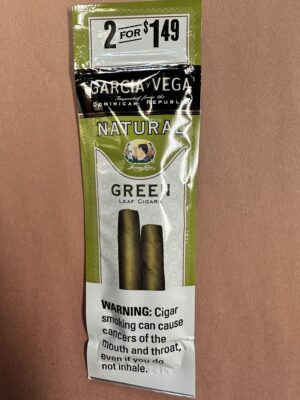 2 FOR $1.49
GARCIA Y VEGA
Imported from the
DOMINICAN REPUBLIC
NATURAL
GREEN
LEAF CIGARS
WARNING: Cigar
smoking can cause
cancers of the
mouth and throat,
even if you do
not inhale.